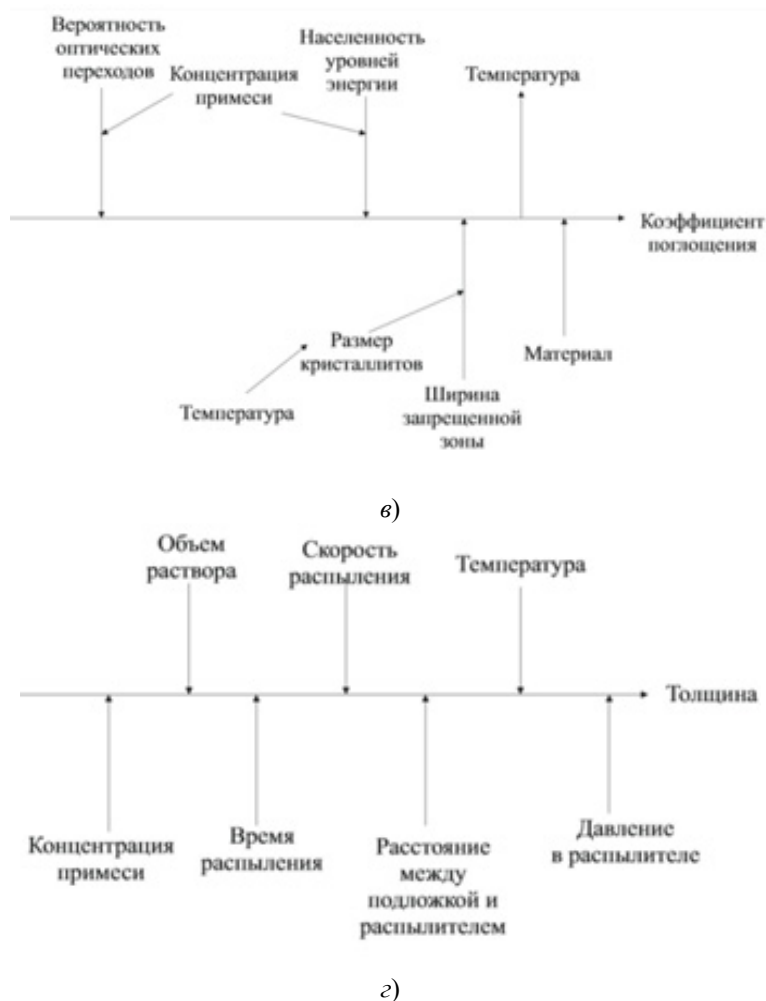 Вероятность
оптических
переходов
Концентрация
примеси
Населенность
уровней
энергии
Температура
Коэффициент
поглощения
Размер
кристаллитов
Температура
Ширина
запрещенной
зоны
Материал
в)
Объем
раствора
Скорость
распыления
Температура
Толщина
Концентрация
примеси
Время
распыления
Расстояние
между
подложкой и
распылителем
Давление
в распылителе
г)